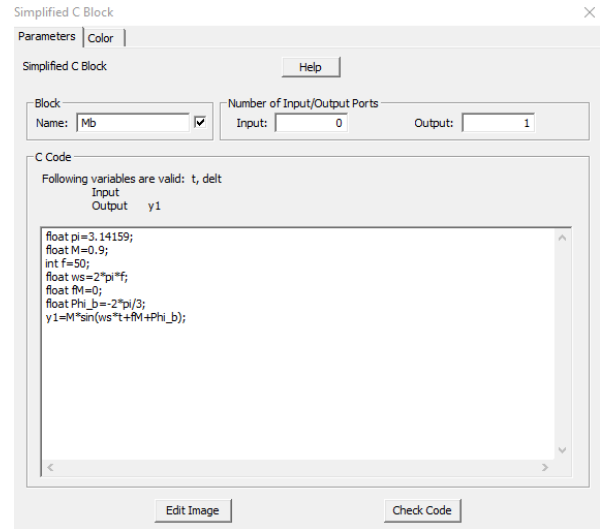 Simplified C Block
Parameters Color
Simplified C Block Help
Block Number of Input/Output Ports
Name: Mb Input: 0 Output: 1
C Code
Following variables are valid: t, delt
Input
Output y1
float pi=3.14159;
float M=0.9;
int f=50;
float ws=2*pi*f;
float fM=0;
float Phi_b=-2*pi/3;
y1=M*sin(ws*t+fM+Phi_b);
Edit Image Check Code